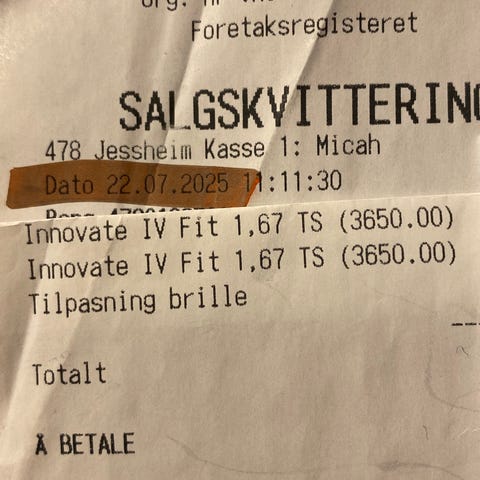 Foretaksregisteret
SALGSKVITTERING
478 Jessheim Kasse 1: Micah
Dato 22.07.2025 11:11:30
Innovate IV Fit 1,67 TS (3650.00)
Innovate IV Fit 1,67 TS (3650.00)
Tilpasning brille
Totalt
Å BETALE